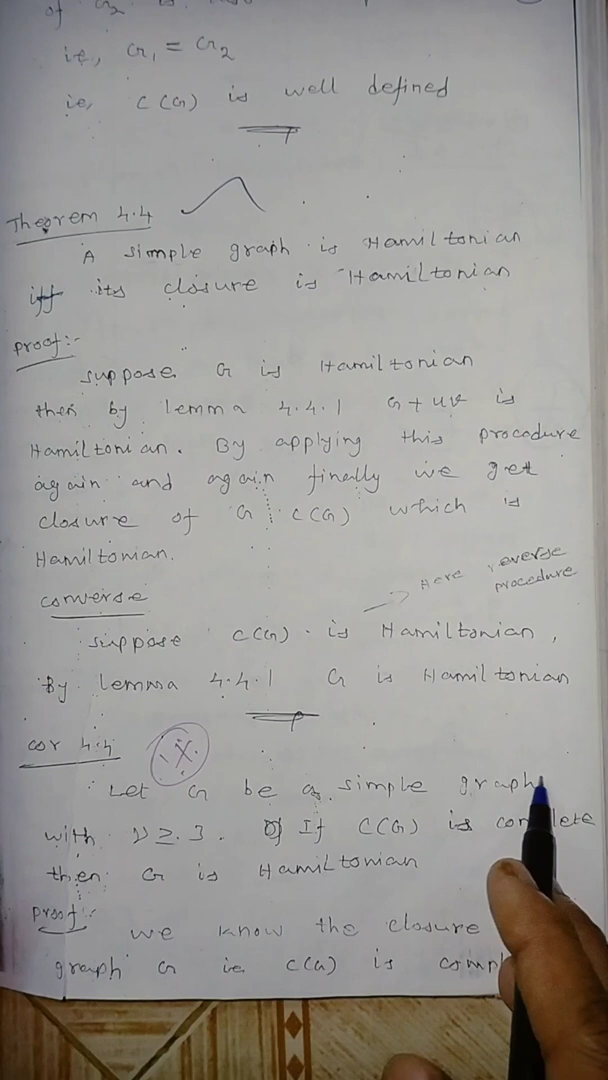 of G2 is
ie, G1 = G2
ie, C(G) is well defined
Theorem 4.4
A simple graph is Hamiltonian
iff its closure is Hamiltonian
Proof:-
Suppose G is Hamiltonian
then by lemma 4.4.1 G+uv is
Hamiltonian. By applying this procedure
again and again finally we get
closure of G C(G) which is
Hamiltonian.
Here reverse
procedure
converse
Suppose C(G) is Hamiltonian,
By lemma 4.4.1 G is Hamiltonian
cor 4.4
X
Let G be a simple graph
with ν ≥ 3. If C(G) is complete
then G is Hamiltonian
Proof:-
We know the closure
graph G ie C(G) is